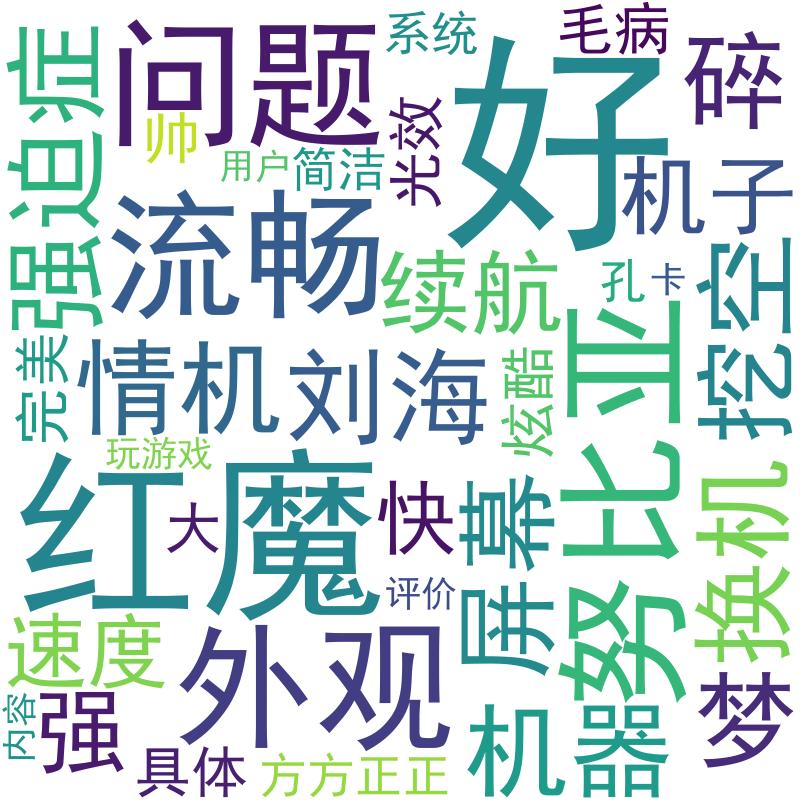 系统
毛病
问题
好
碎
强迫症
帅
用户
简洁
光效
机子
流畅
续航
孔
卡
挖空
完美
情机
刘海
炫酷
努比亚
玩游戏
红魔
大
快
屏幕
换机
评价
速度
外观
内容
强
具体
方方正正
机器
梦